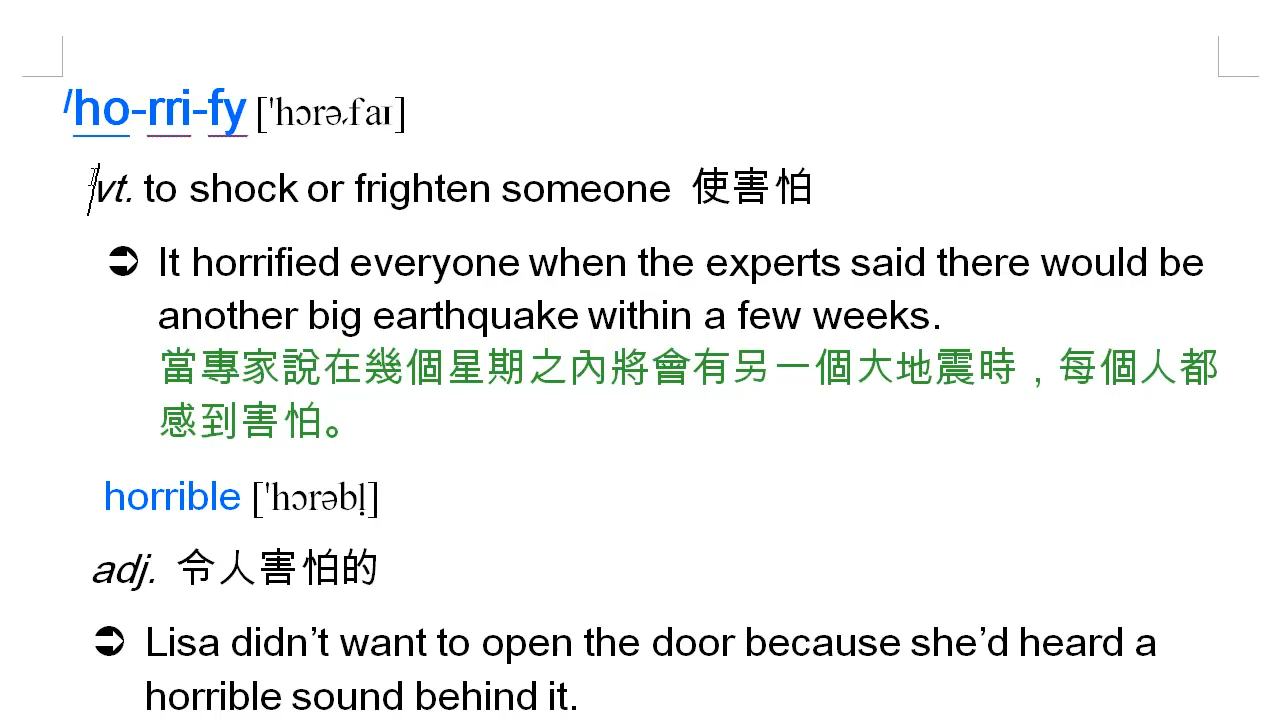 ˈho-rri-fy [ˈhɔrəˌfaɪ]
vt. to shock or frighten someone 使害怕
➲ It horrified everyone when the experts said there would be
another big earthquake within a few weeks.
當專家說在幾個星期之內將會有另一個大地震時，每個人都
感到害怕。
horrible [ˈhɔrəbl̩]
adj. 令人害怕的
➲ Lisa didn’t want to open the door because she’d heard a
horrible sound behind it.